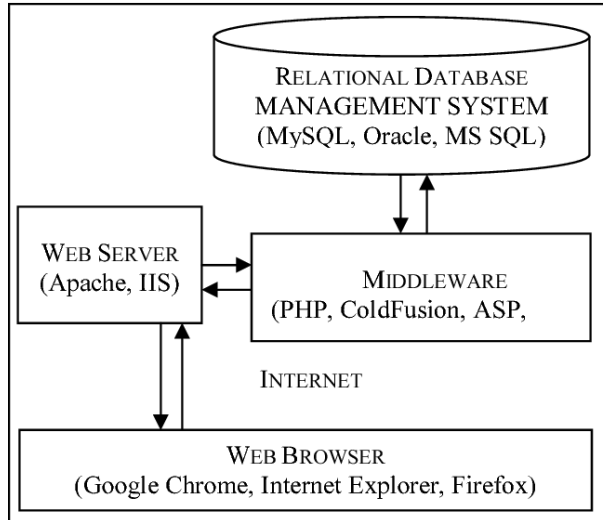 RELATIONAL DATABASE
MANAGEMENT SYSTEM
(MySQL, Oracle, MS SQL)
WEB SERVER
(Apache, IIS)
MIDDLEWARE
(PHP, ColdFusion, ASP,
INTERNET
WEB BROWSER
(Google Chrome, Internet Explorer, Firefox)